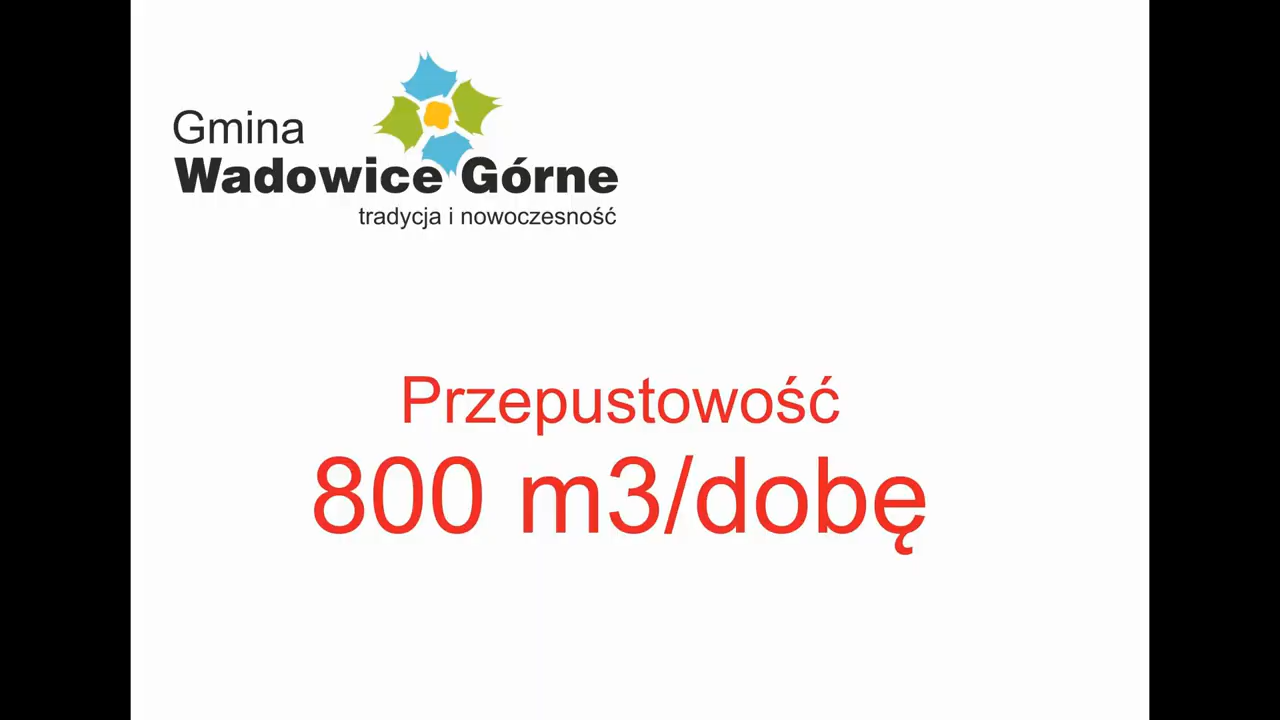 Gmina
Wadowice Górne
tradycja i nowoczesność
Przepustowość
800 m3/dobę